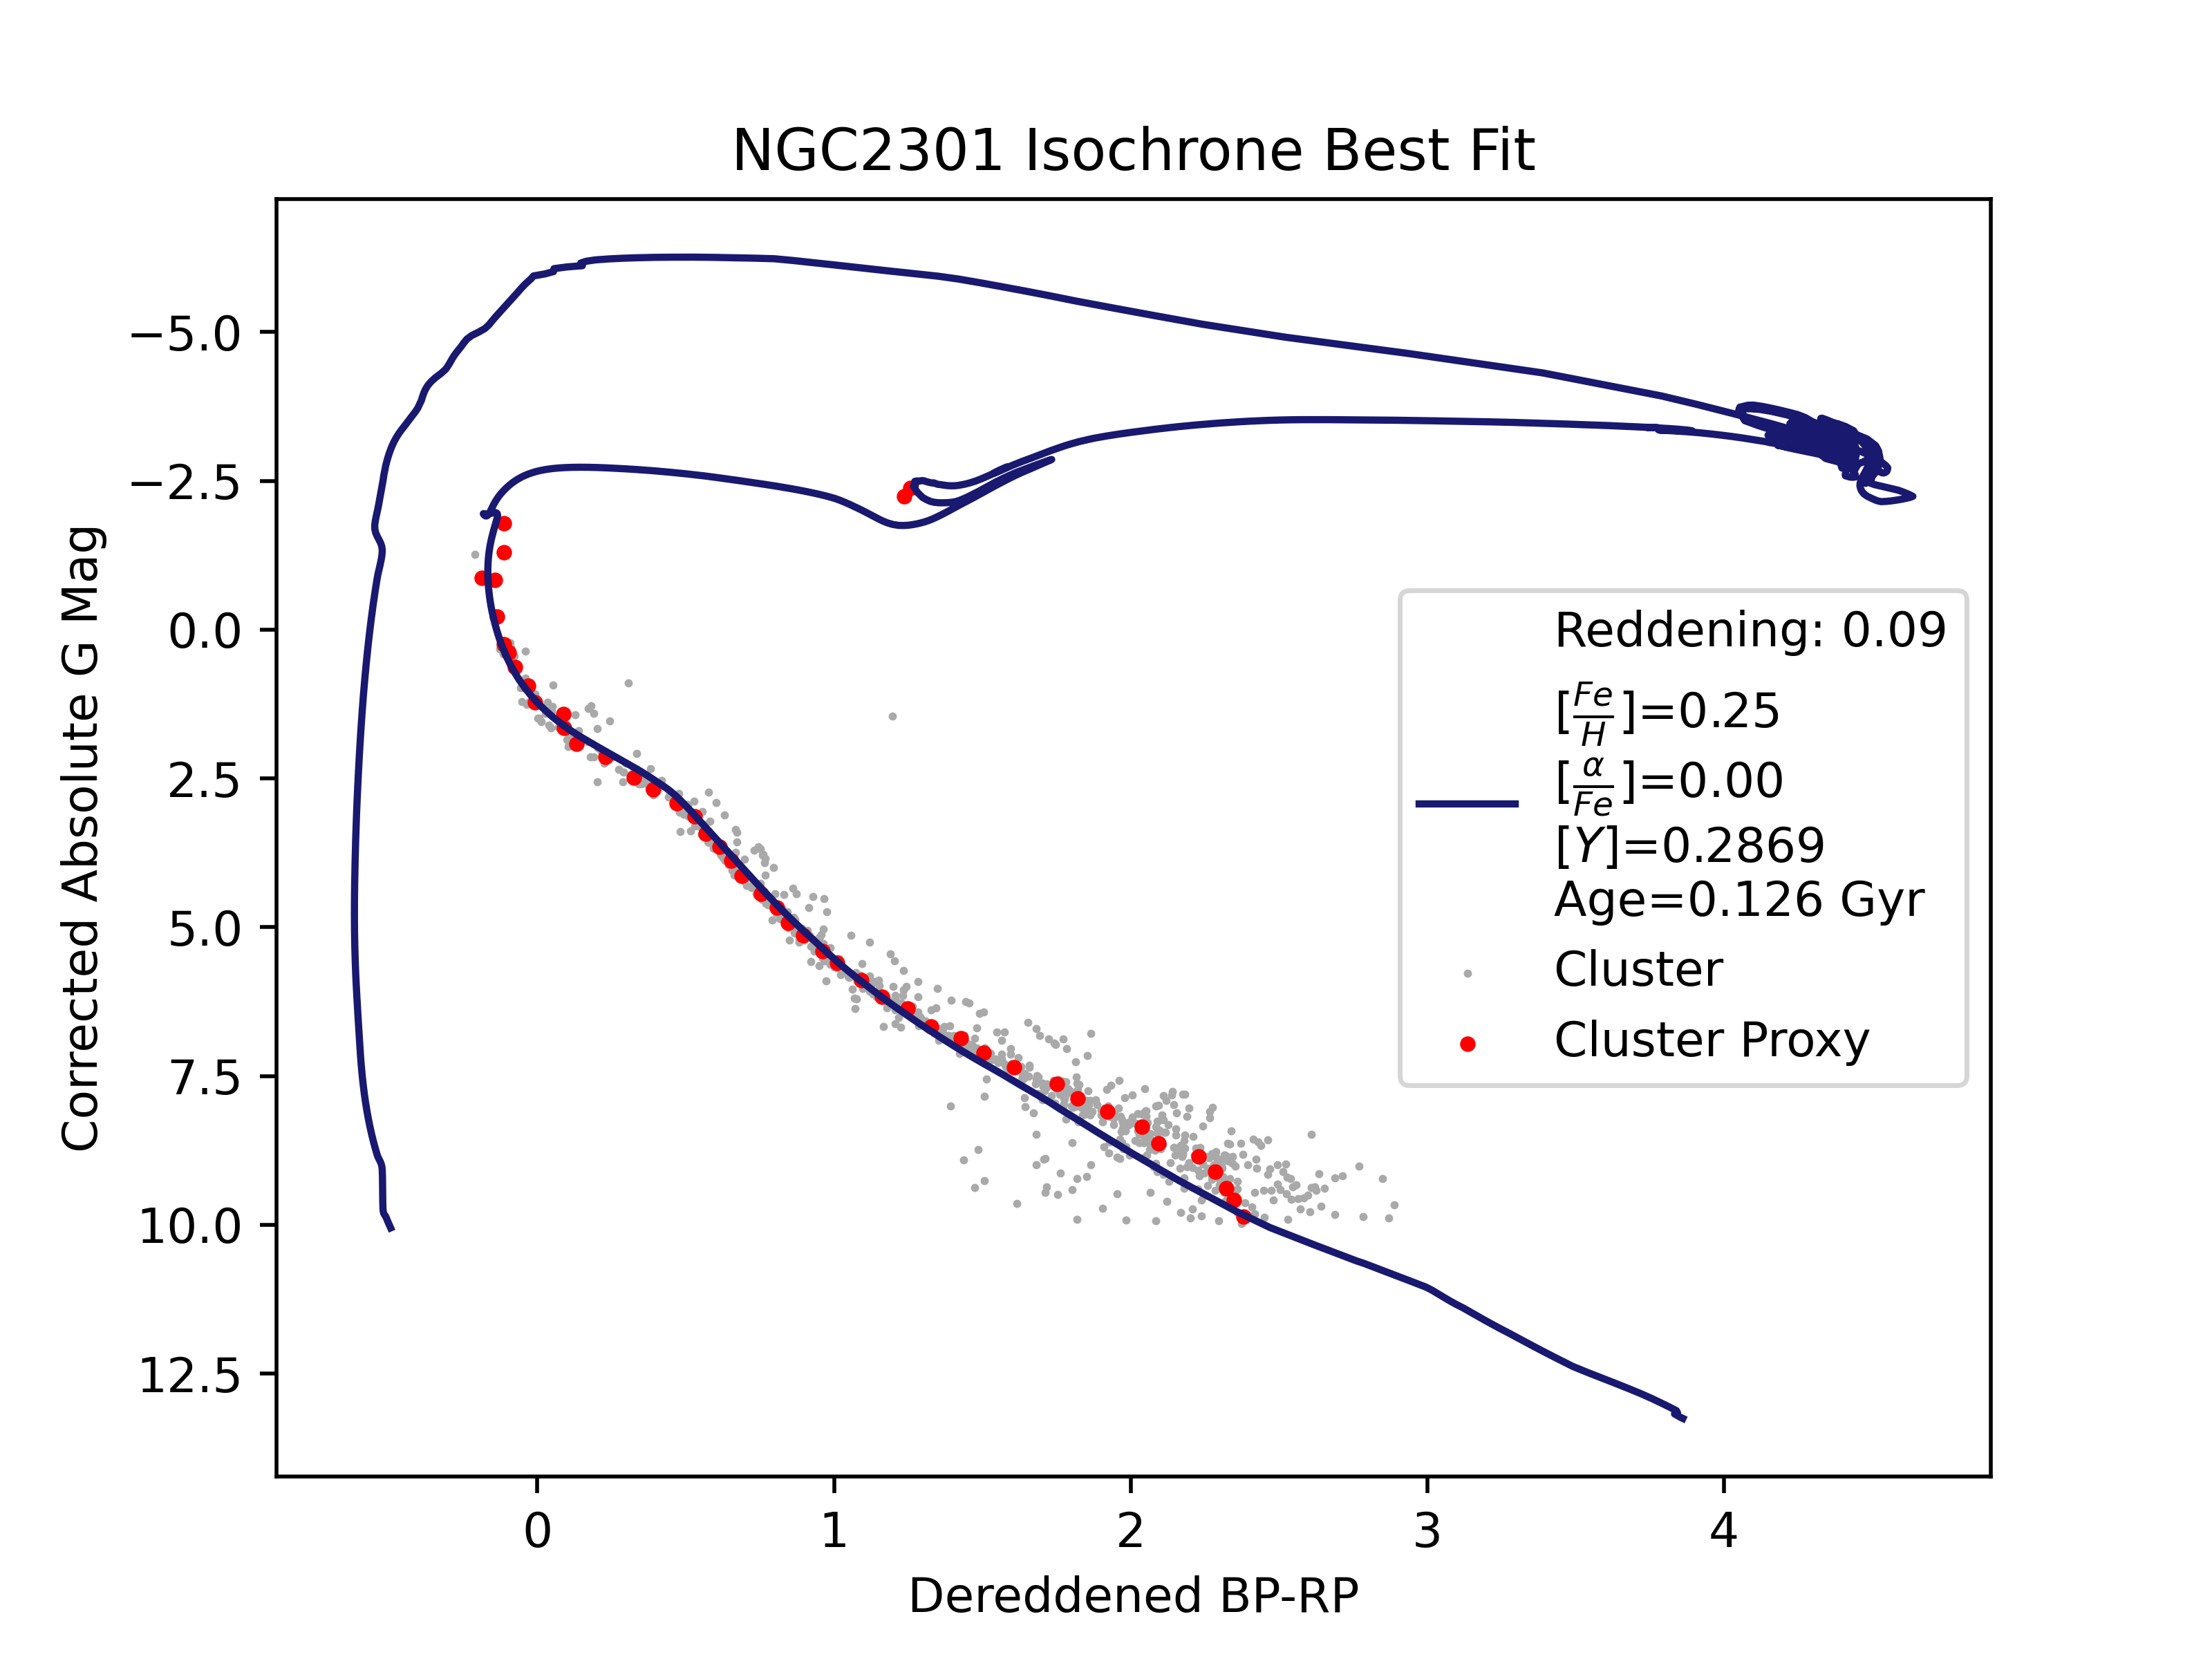 NGC2301 Isochrone Best Fit
Corrected Absolute G Mag
−5.0
−2.5
0.0
2.5
5.0
7.5
10.0
12.5
Reddening: 0.09
[Fe/H]=0.25
[α/Fe]=0.00
[Y]=0.2869
Age=0.126 Gyr
Cluster
Cluster Proxy
0 1 2 3 4
Dereddened BP-RP